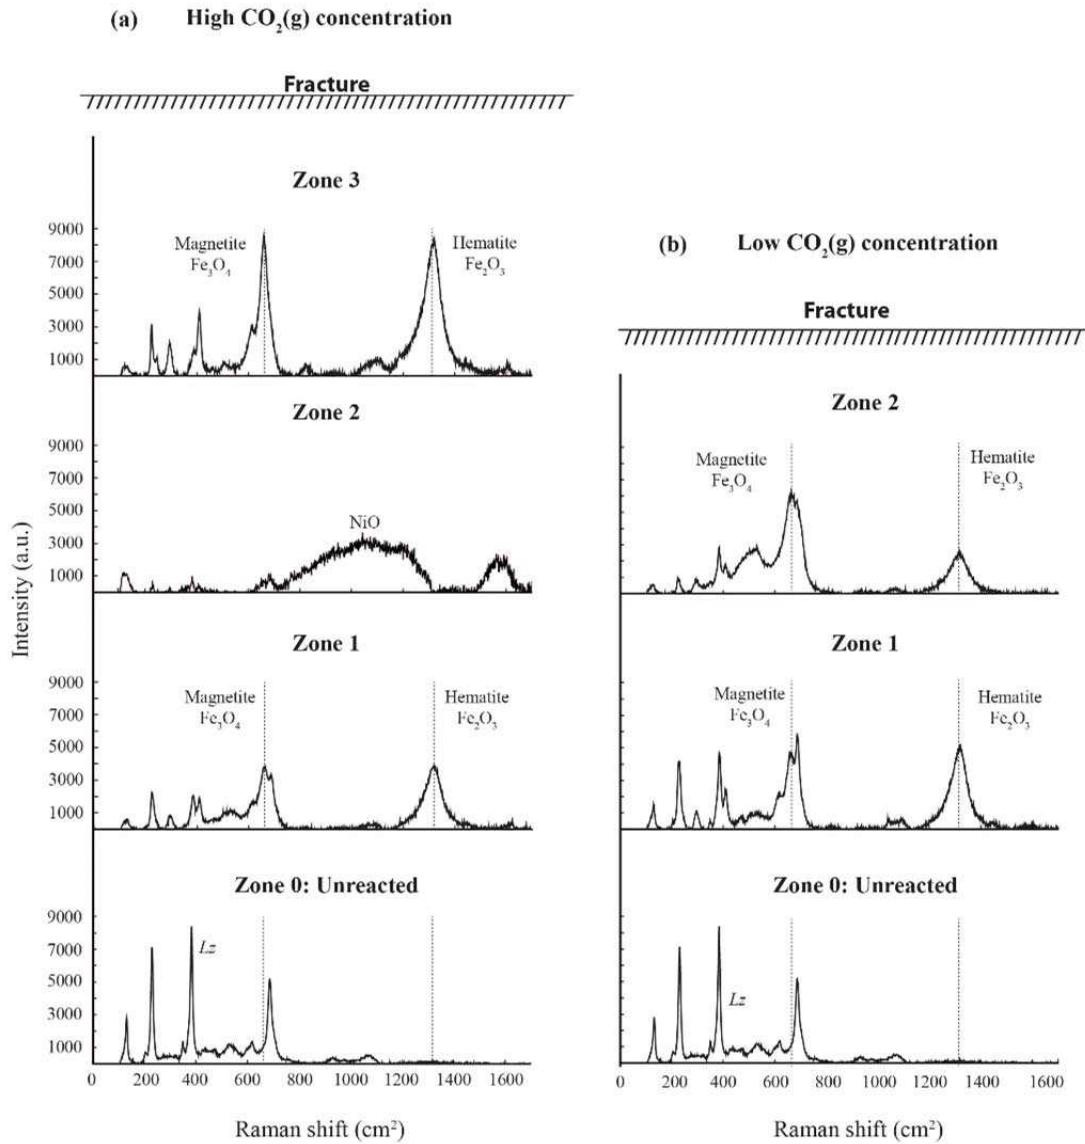 (a) High CO₂(g) concentration
Fracture
Zone 3
9000
7000
5000
3000
1000
Magnetite
Fe₃O₄
Hematite
Fe₂O₃
Zone 2
9000
7000
5000
3000
1000
NiO
Zone 1
9000
7000
5000
3000
1000
Magnetite
Fe₃O₄
Hematite
Fe₂O₃
Zone 0: Unreacted
9000
7000
5000
3000
1000
Lz
0 200 400 600 800 1000 1200 1400 1600
Raman shift (cm²)
Intensity (a.u.)
(b) Low CO₂(g) concentration
Fracture
Zone 2
Magnetite
Fe₃O₄
Hematite
Fe₂O₃
Zone 1
Magnetite
Fe₃O₄
Hematite
Fe₂O₃
Zone 0: Unreacted
Lz
0 200 400 600 800 1000 1200 1400 1600
Raman shift (cm²)